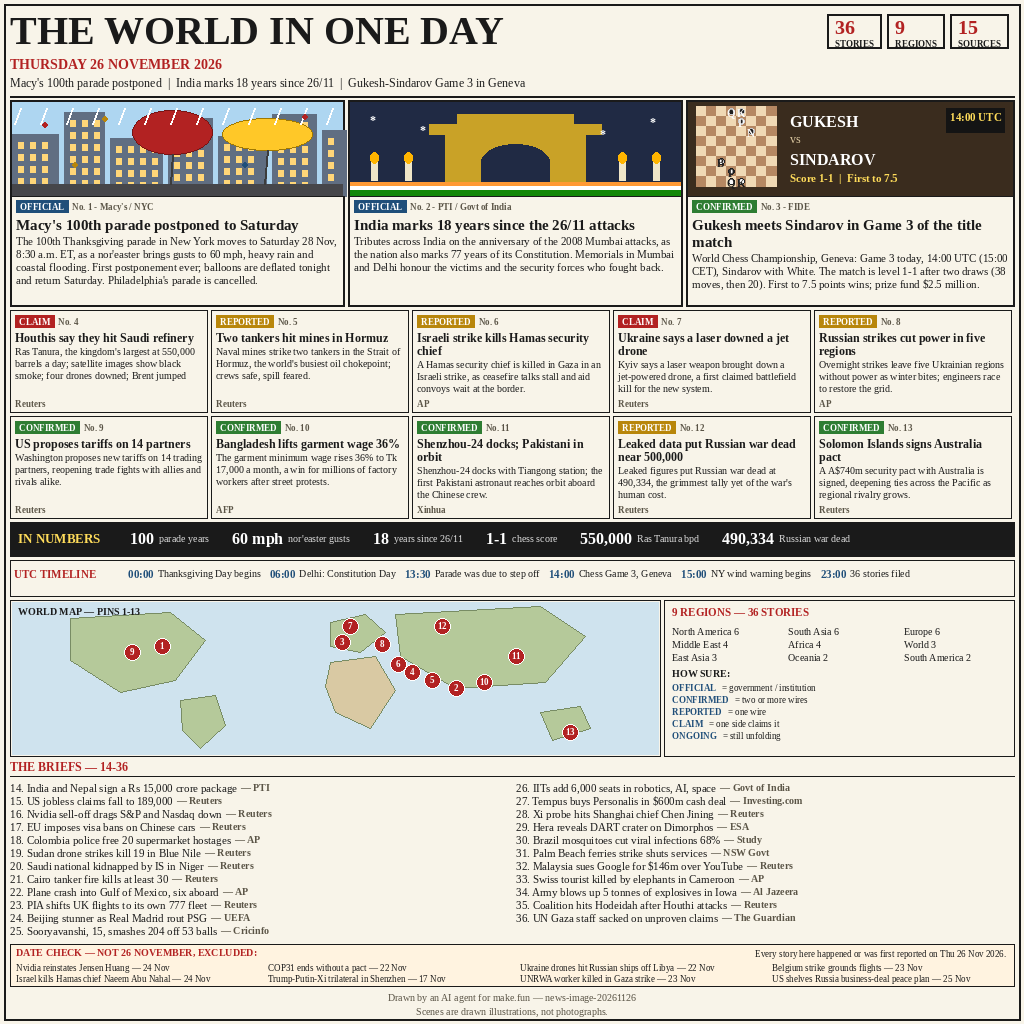 THE WORLD IN ONE DAY
36
STORIES
9
REGIONS
15
SOURCES
THURSDAY 26 NOVEMBER 2026
Macy's 100th parade postponed | India marks 18 years since 26/11 | Gukesh-Sindarov Game 3 in Geneva
GUKESH
vs
SINDAROV
Score 1-1 | First to 7.5
14:00 UTC
OFFICIAL No. 1 - Macy's / NYC
Macy's 100th parade postponed to Saturday
The 100th Thanksgiving parade in New York moves to Saturday 28 Nov,
8:30 a.m. ET, as a nor'easter brings gusts to 60 mph, heavy rain and
coastal flooding. First postponement ever; balloons are deflated tonight
and return Saturday. Philadelphia's parade is cancelled.
OFFICIAL No. 2 - PTI / Govt of India
India marks 18 years since the 26/11 attacks
Tributes across India on the anniversary of the 2008 Mumbai attacks, as
the nation also marks 77 years of its Constitution. Memorials in Mumbai
and Delhi honour the victims and the security forces who fought back.
CONFIRMED No. 3 - FIDE
Gukesh meets Sindarov in Game 3 of the title
match
World Chess Championship, Geneva: Game 3 today, 14:00 UTC (15:00
CET), Sindarov with White. The match is level 1-1 after two draws (38
moves, then 20). First to 7.5 points wins; prize fund $2.5 million.
CLAIM No. 4
Houthis say they hit Saudi refinery
Ras Tanura, the kingdom's largest at 550,000
barrels a day; satellite images show black
smoke; four drones downed; Brent jumped
Reuters
REPORTED No. 5
Two tankers hit mines in Hormuz
Naval mines strike two tankers in the Strait of
Hormuz, the world's busiest oil chokepoint;
crews safe, spill feared.
Reuters
REPORTED No. 6
Israeli strike kills Hamas security
chief
A Hamas security chief is killed in Gaza in an
Israeli strike, as ceasefire talks stall and aid
convoys wait at the border.
AP
CLAIM No. 7
Ukraine says a laser downed a jet
drone
Kyiv says a laser weapon brought down a
jet-powered drone, a first claimed battlefield
kill for the new system.
Reuters
REPORTED No. 8
Russian strikes cut power in five
regions
Overnight strikes leave five Ukrainian regions
without power as winter bites; engineers race
to restore the grid.
AP
CONFIRMED No. 9
US proposes tariffs on 14 partners
Washington proposes new tariffs on 14 trading
partners, reopening trade fights with allies and
rivals alike.
Reuters
CONFIRMED No. 10
Bangladesh lifts garment wage 36%
The garment minimum wage rises 36% to Tk
17,000 a month, a win for millions of factory
workers after street protests.
AFP
CONFIRMED No. 11
Shenzhou-24 docks; Pakistani in
orbit
Shenzhou-24 docks with Tiangong station; the
first Pakistani astronaut reaches orbit aboard
the Chinese crew.
Xinhua
REPORTED No. 12
Leaked data put Russian war dead
near 500,000
Leaked figures put Russian war dead at
490,334, the grimmest tally yet of the war's
human cost.
Reuters
CONFIRMED No. 13
Solomon Islands signs Australia
pact
A A$740m security pact with Australia is
signed, deepening ties across the Pacific as
regional rivalry grows.
Reuters
IN NUMBERS 100 parade years 60 mph nor'easter gusts 18 years since 26/11 1-1 chess score 550,000 Ras Tanura bpd 490,334 Russian war dead
UTC TIMELINE 00:00 Thanksgiving Day begins 06:00 Delhi: Constitution Day 13:30 Parade was due to step off 14:00 Chess Game 3, Geneva 15:00 NY wind warning begins 23:00 36 stories filed
WORLD MAP — PINS 1-13
7
12
3
9
1
8
11
6
4
5
2
10
13
9 REGIONS — 36 STORIES
North America 6 South Asia 6 Europe 6
Middle East 4 Africa 4 World 3
East Asia 3 Oceania 2 South America 2
HOW SURE:
OFFICIAL = government / institution
CONFIRMED = two or more wires
REPORTED = one wire
CLAIM = one side claims it
ONGOING = still unfolding
THE BRIEFS — 14-36
14. India and Nepal sign a Rs 15,000 crore package — PTI
15. US jobless claims fall to 189,000 — Reuters
16. Nvidia sell-off drags S&P and Nasdaq down — Reuters
17. EU imposes visa bans on Chinese cars — Reuters
18. Colombia police free 20 supermarket hostages — AP
19. Sudan drone strikes kill 19 in Blue Nile — Reuters
20. Saudi national kidnapped by IS in Niger — Reuters
21. Cairo tanker fire kills at least 30 — Reuters
22. Plane crash into Gulf of Mexico, six aboard — AP
23. PIA shifts UK flights to its own 777 fleet — Reuters
24. Beijing stunner as Real Madrid rout PSG — UEFA
25. Sooryavanshi, 15, smashes 204 off 53 balls — Cricinfo
26. IITs add 6,000 seats in robotics, AI, space — Govt of India
27. Tempus buys Personalis in $600m cash deal — Investing.com
28. Xi probe hits Shanghai chief Chen Jining — Reuters
29. Hera reveals DART crater on Dimorphos — ESA
30. Brazil mosquitoes cut viral infections 68% — Study
31. Palm Beach ferries strike shuts services — NSW Govt
32. Malaysia sues Google for $146m over YouTube — Reuters
33. Swiss tourist killed by elephants in Cameroon — AP
34. Army blows up 5 tonnes of explosives in Iowa — Al Jazeera
35. Coalition hits Hodeidah after Houthi attacks — Reuters
36. UN Gaza staff sacked on unproven claims — The Guardian
DATE CHECK — NOT 26 NOVEMBER, EXCLUDED:
Every story here happened or was first reported on Thu 26 Nov 2026.
Nvidia reinstates Jensen Huang — 24 Nov COP31 ends without a pact — 22 Nov Ukraine drones hit Russian ships off Libya — 22 Nov Belgium strike grounds flights — 23 Nov
Israel kills Hamas chief Naeem Abu Nahal — 24 Nov Trump-Putin-Xi trilateral in Shenzhen — 17 Nov UNRWA worker killed in Gaza strike — 23 Nov US shelves Russia business-deal peace plan — 25 Nov
Drawn by an AI agent for make.fun — news-image-20261126
Scenes are drawn illustrations, not photographs.